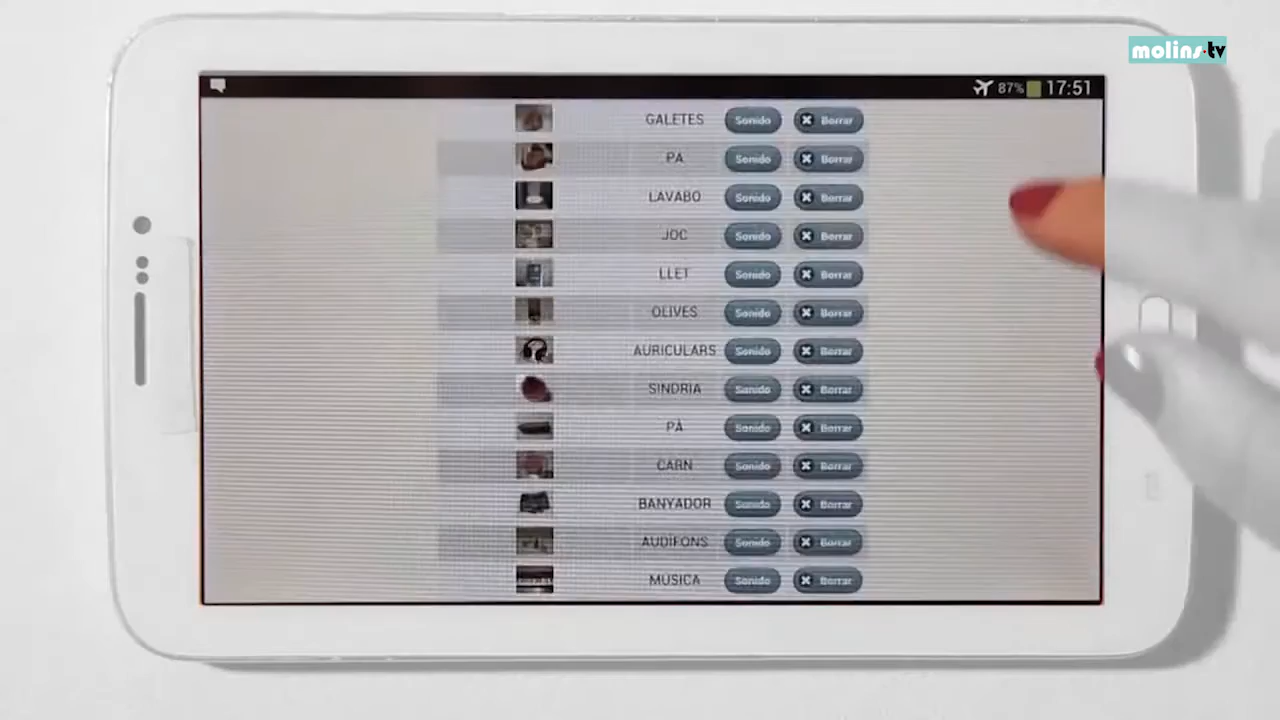 molins.tv
87% 17:51
GALETES Sonido Borrar
PA Sonido Borrar
LAVABO Sonido Borrar
JOC Sonido Borrar
LLET Sonido Borrar
OLIVES Sonido Borrar
AURICULARS Sonido Borrar
SINDRIA Sonido Borrar
PÀ Sonido Borrar
CARN Sonido Borrar
BANYADOR Sonido Borrar
AUDIFONS Sonido Borrar
MUSICA Sonido Borrar